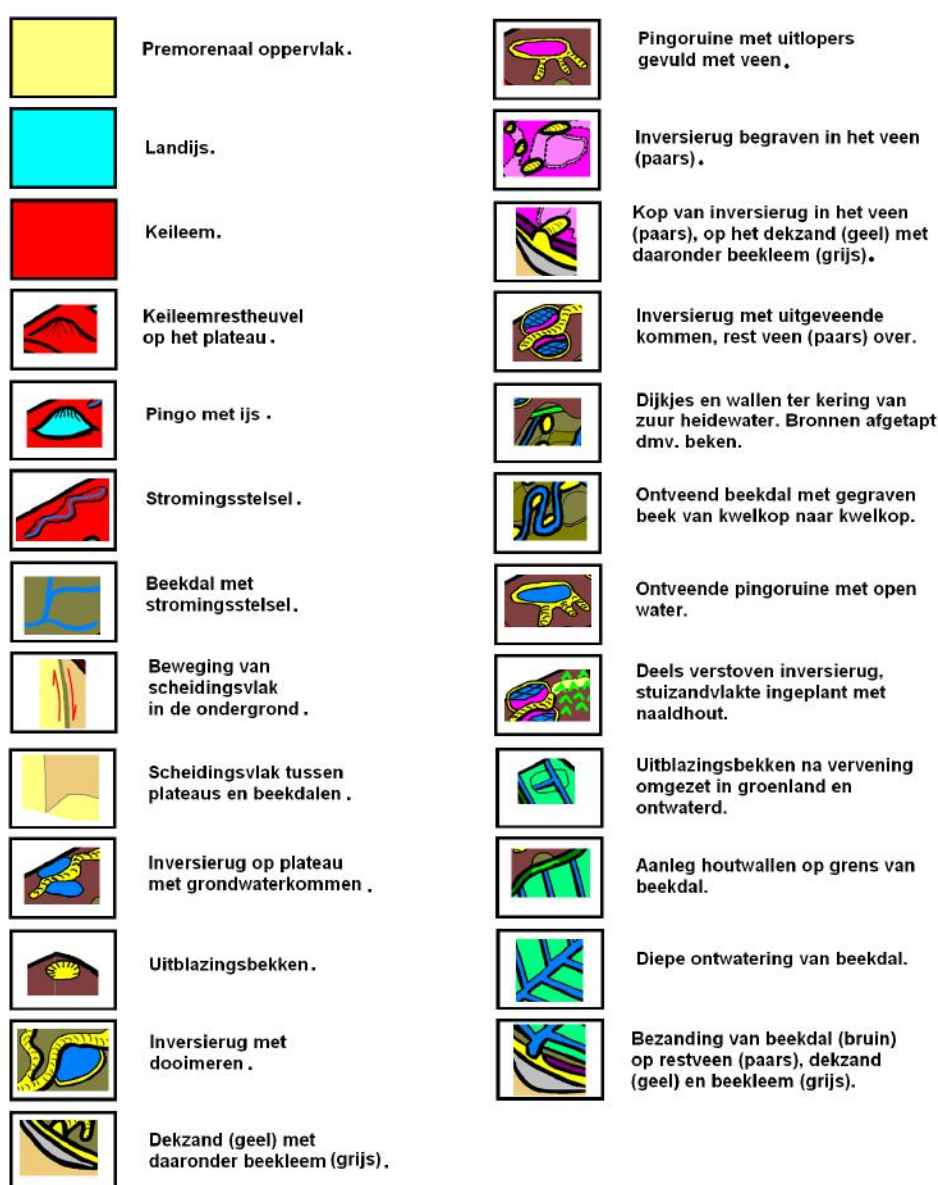 Premorenaal oppervlak.
Landijs.
Keileem.
Keileemrestheuvel
op het plateau.
Pingo met ijs.
Stromingsstelsel.
Beekdal met
stromingsstelsel.
Beweging van
scheidingsvlak
in de ondergrond.
Scheidingsvlak tussen
plateaus en beekdalen.
Inversierug op plateau
met grondwaterkommen.
Uitblazingsbekken.
Inversierug met
dooimeren.
Dekzand (geel) met
daaronder beekleem (grijs).
Pingoruine met uitlopers
gevuld met veen.
Inversierug begraven in het veen
(paars).
Kop van inversierug in het veen
(paars), op het dekzand (geel) met
daaronder beekleem (grijs).
Inversierug met uitgeveende
kommen, rest veen (paars) over.
Dijkjes en wallen ter kering van
zuur heidewater. Bronnen afgetapt
dmv. beken.
Ontveend beekdal met gegraven
beek van kwelkop naar kwelkop.
Ontveende pingoruine met open
water.
Deels verstoven inversierug,
stuizandvlakte ingeplant met
naaldhout.
Uitblazingsbekken na vervening
omgezet in groenland en
ontwaterd.
Aanleg houtwallen op grens van
beekdal.
Diepe ontwatering van beekdal.
Bezanding van beekdal (bruin)
op restveen (paars), dekzand
(geel) en beekleem (grijs).